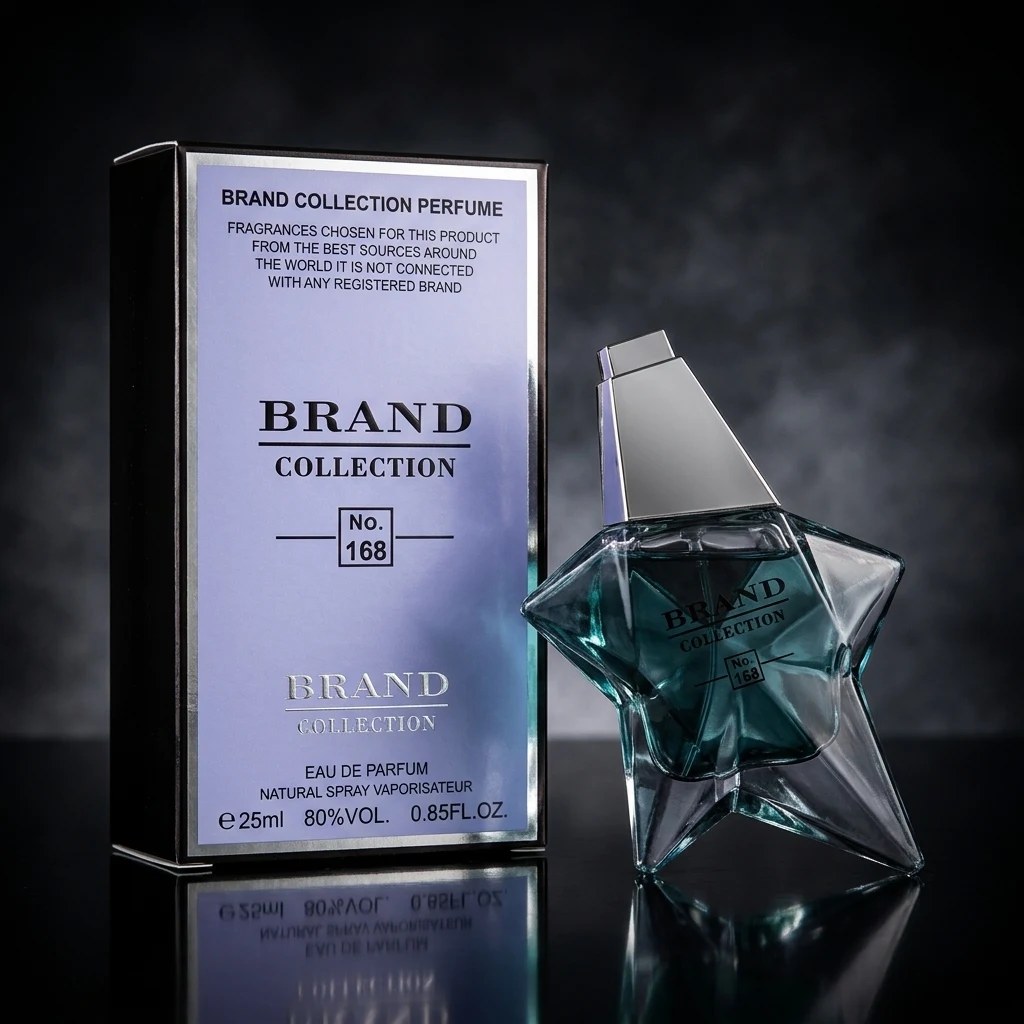 BRAND COLLECTION PERFUME
FRAGRANCES CHOSEN FOR THIS PRODUCT
FROM THE BEST SOURCES AROUND
THE WORLD IT IS NOT CONNECTED
WITH ANY REGISTERED BRAND
BRAND
COLLECTION
No.
168
BRAND
COLLECTION
EAU DE PARFUM
NATURAL SPRAY VAPORISATEUR
℮25ml 80%VOL. 0.85FL.OZ.
BRAND
COLLECTION
No.
168